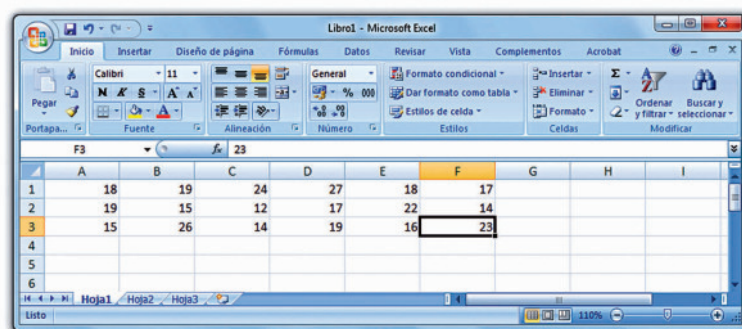 Libro1 - Microsoft Excel
Inicio Insertar Diseño de página Fórmulas Datos Revisar Vista Complementos Acrobat
Pegar
Calibri 11
N K S A A
A
General
% 000
Formato condicional
Dar formato como tabla
Estilos de celda
Insertar
Eliminar
Formato
Σ
Ordenar y filtrar
Buscar y seleccionar
Portapa... Fuente Alineación Número Estilos Celdas Modificar
F3 fx 23
A B C D E F G H I
1 18 19 24 27 18 17
2 19 15 12 17 22 14
3 15 26 14 19 16 23
4
5
6
Hoja1 Hoja2 Hoja3
Listo 110%